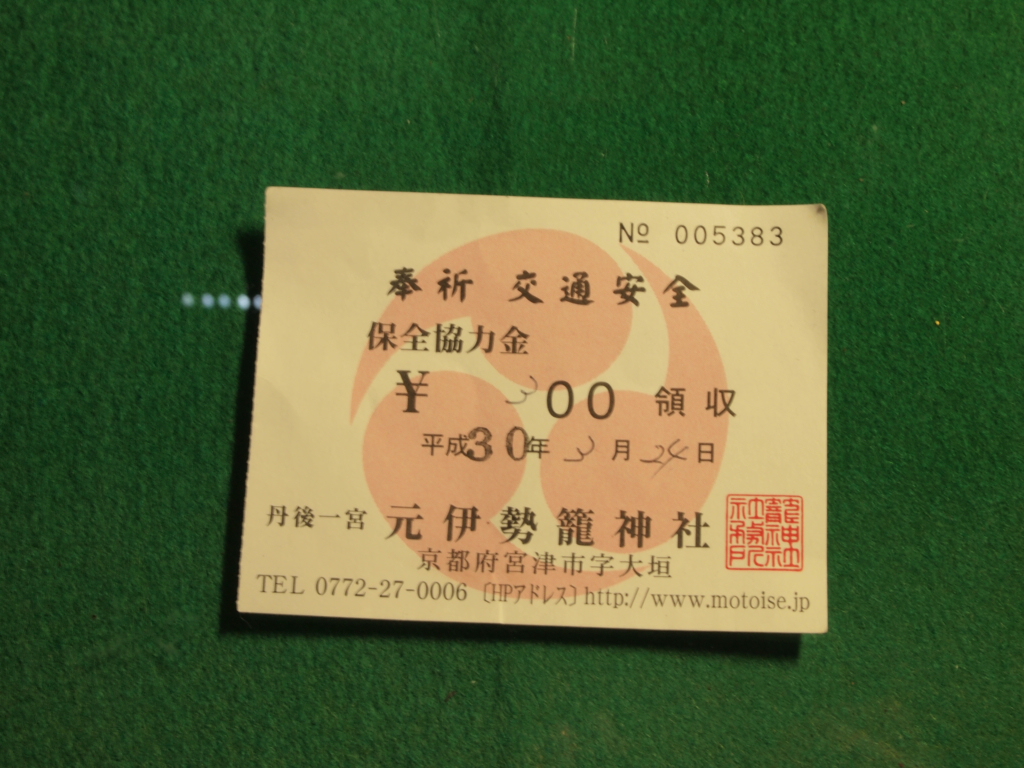 № 005383
奉祈 交通安全
保全協力金
¥ 300 領収
平成30年 3月24日
丹後一宮 元伊勢籠神社
京都府宮津市字大垣
TEL 0772-27-0006 〔HPアドレス〕http://www.motoise.jp